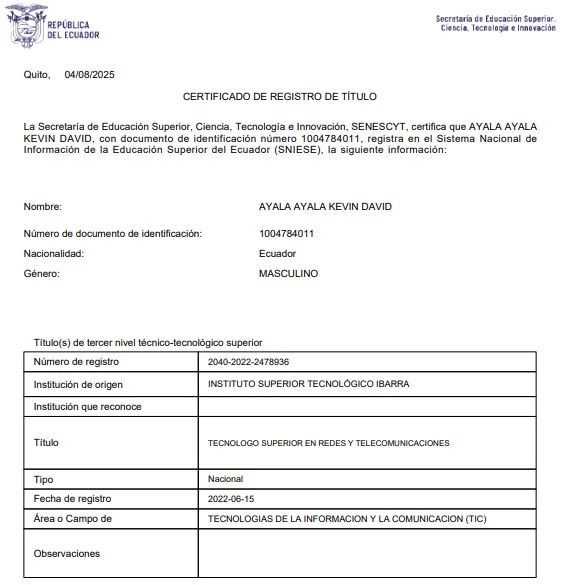 REPÚBLICA
DEL ECUADOR
Secretaría de Educación Superior,
Ciencia, Tecnología e Innovación
Quito, 04/08/2025
CERTIFICADO DE REGISTRO DE TÍTULO
La Secretaría de Educación Superior, Ciencia, Tecnología e Innovación, SENESCYT, certifica que AYALA AYALA
KEVIN DAVID, con documento de identificación número 1004784011, registra en el Sistema Nacional de
Información de la Educación Superior del Ecuador (SNIESE), la siguiente información:
Nombre: AYALA AYALA KEVIN DAVID
Número de documento de identificación: 1004784011
Nacionalidad: Ecuador
Género: MASCULINO
Título(s) de tercer nivel técnico-tecnológico superior
Número de registro 2040-2022-2478936
Institución de origen INSTITUTO SUPERIOR TECNOLÓGICO IBARRA
Institución que reconoce
Título TECNOLOGO SUPERIOR EN REDES Y TELECOMUNICACIONES
Tipo Nacional
Fecha de registro 2022-06-15
Área o Campo de TECNOLOGIAS DE LA INFORMACION Y LA COMUNICACION (TIC)
Observaciones